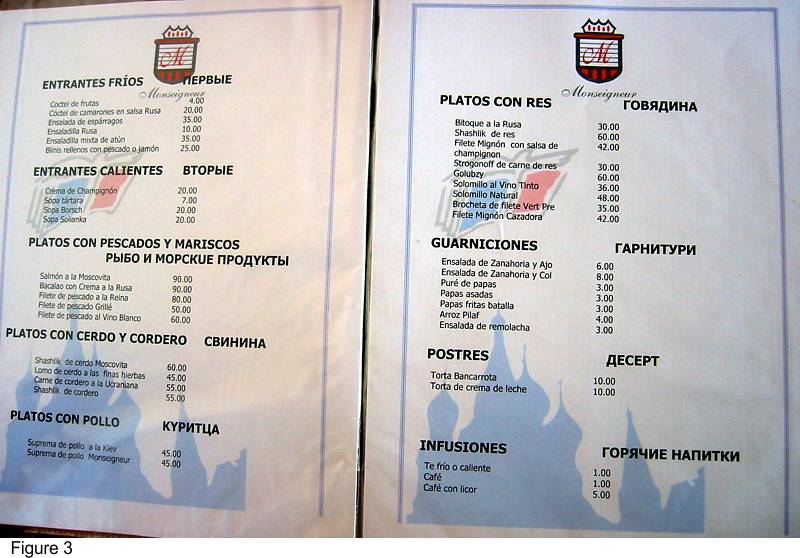 M
Monseigneur
ENTRANTES FRÍOS ПЕРВЫЕ
Cóctel de frutas 4.00
Cóctel de camarones en salsa Rusa 20,00
Ensalada de espárragos 35.00
Ensaladilla Rusa 10.00
Ensaladilla mixta de atún 35.00
Blinis rellenos con pescado o jamón 25.00
ENTRANTES CALIENTES ВТОРЫЕ
Crema de Champignón 20.00
Sopa tártara 7.00
Sopa Borsch 20.00
Sopa Solianka 20.00
PLATOS CON PESCADOS Y MARISCOS
РЫБО И МОРСКИЕ ПРОДУКТЫ
Salmón a la Moscovita 90.00
Bacalao con Crema a la Rusa 90.00
Filete de pescado a la Reina 80.00
Filete de pescado Grillé 50.00
Filete de pescado al Vino Blanco 60.00
PLATOS CON CERDO Y CORDERO СВИНИНА
Shashlik de cerdo Moscovita 60.00
Lomo de cerdo a las finas hierbas 45.00
Carne de cordero a la Ucraniana 55.00
Shashlik de cordero 55.00
PLATOS CON POLLO КУРИТЦА
Suprema de pollo a la Kiev 45.00
Suprema de pollo Monseigneur 45.00
M
Monseigneur
PLATOS CON RES ГОВЯДИНА
Bitoque a la Rusa 30.00
Shashlik de res 60.00
Filete Mignón con salsa de 42.00
champignon
Strogonoff de carne de res 30.00
Golubzy 60.00
Solomillo al Vino TInto 36.00
Solomillo Natural 48.00
Brocheta de filete Vert Pre 35.00
Filete Mignón Cazadora 42.00
GUARNICIONES ГАРНИТУРИ
Ensalada de Zanahoria y Ajo 6.00
Ensalada de Zanahoria y Col 8.00
Puré de papas 3.00
Papas asadas 3.00
Papas fritas batalla 3.00
Arroz Pilaf 4.00
Ensalada de remolacha 3.00
POSTRES ДЕСЕРТ
Torta Bancarrota 10.00
Torta de crema de leche 10.00
INFUSIONES ГОРЯЧИЕ НАПИТКИ
Te frío o caliente 1.00
Café 1.00
Café con licor 5.00
Figure 3